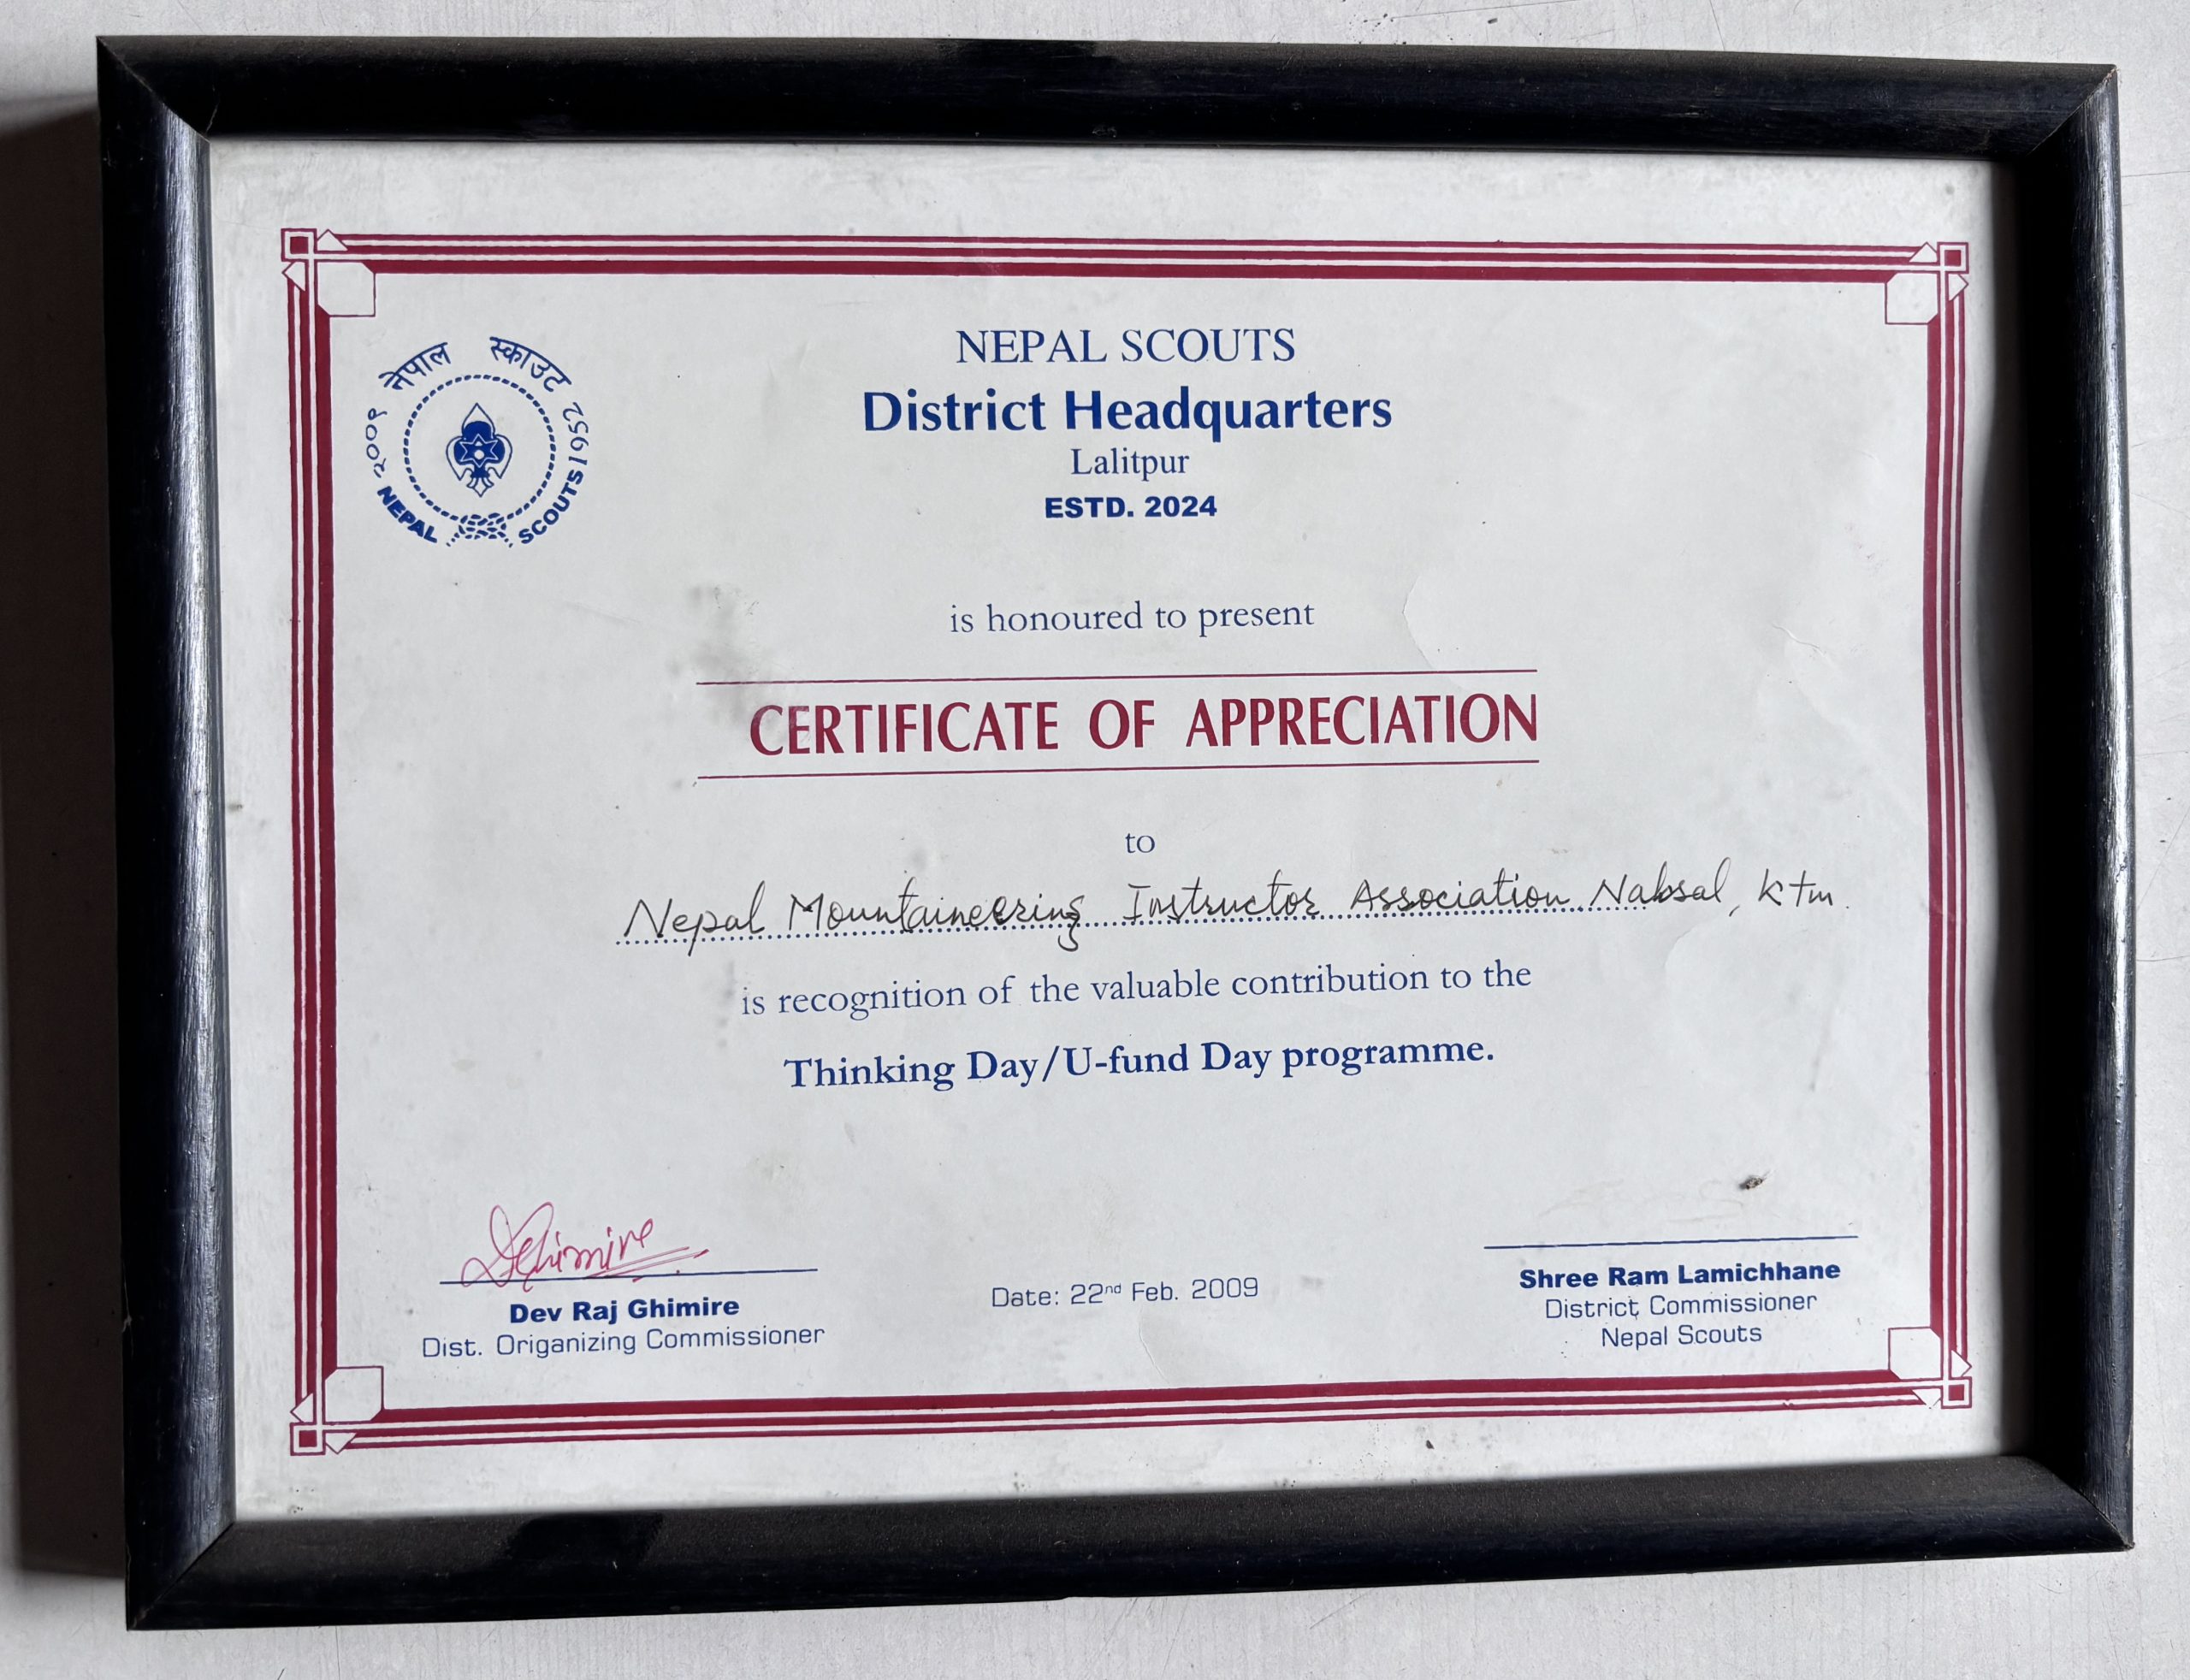 नेपाल स्काउट
२००९ 1952
NEPAL SCOUTS
NEPAL SCOUTS
District Headquarters
Lalitpur
ESTD. 2024
is honoured to present
CERTIFICATE OF APPRECIATION
to
Nepal Mountaineering Instructor Association Naksal, Ktm.
is recognition of the valuable contribution to the
Thinking Day/U-fund Day programme.
DGhimire
Dev Raj Ghimire
Dist. Origanizing Commissioner
Date: 22nd Feb. 2009
Shree Ram Lamichhane
District Commissioner
Nepal Scouts